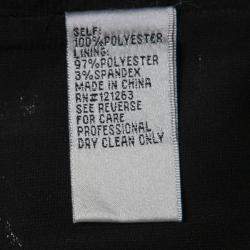 SELF:
100%POLYESTER
LINING:
97%POLYESTER
3%SPANDEX
MADE IN CHINA
RN#121263
SEE REVERSE
FOR CARE
PROFESSIONAL
DRY CLEAN ONLY